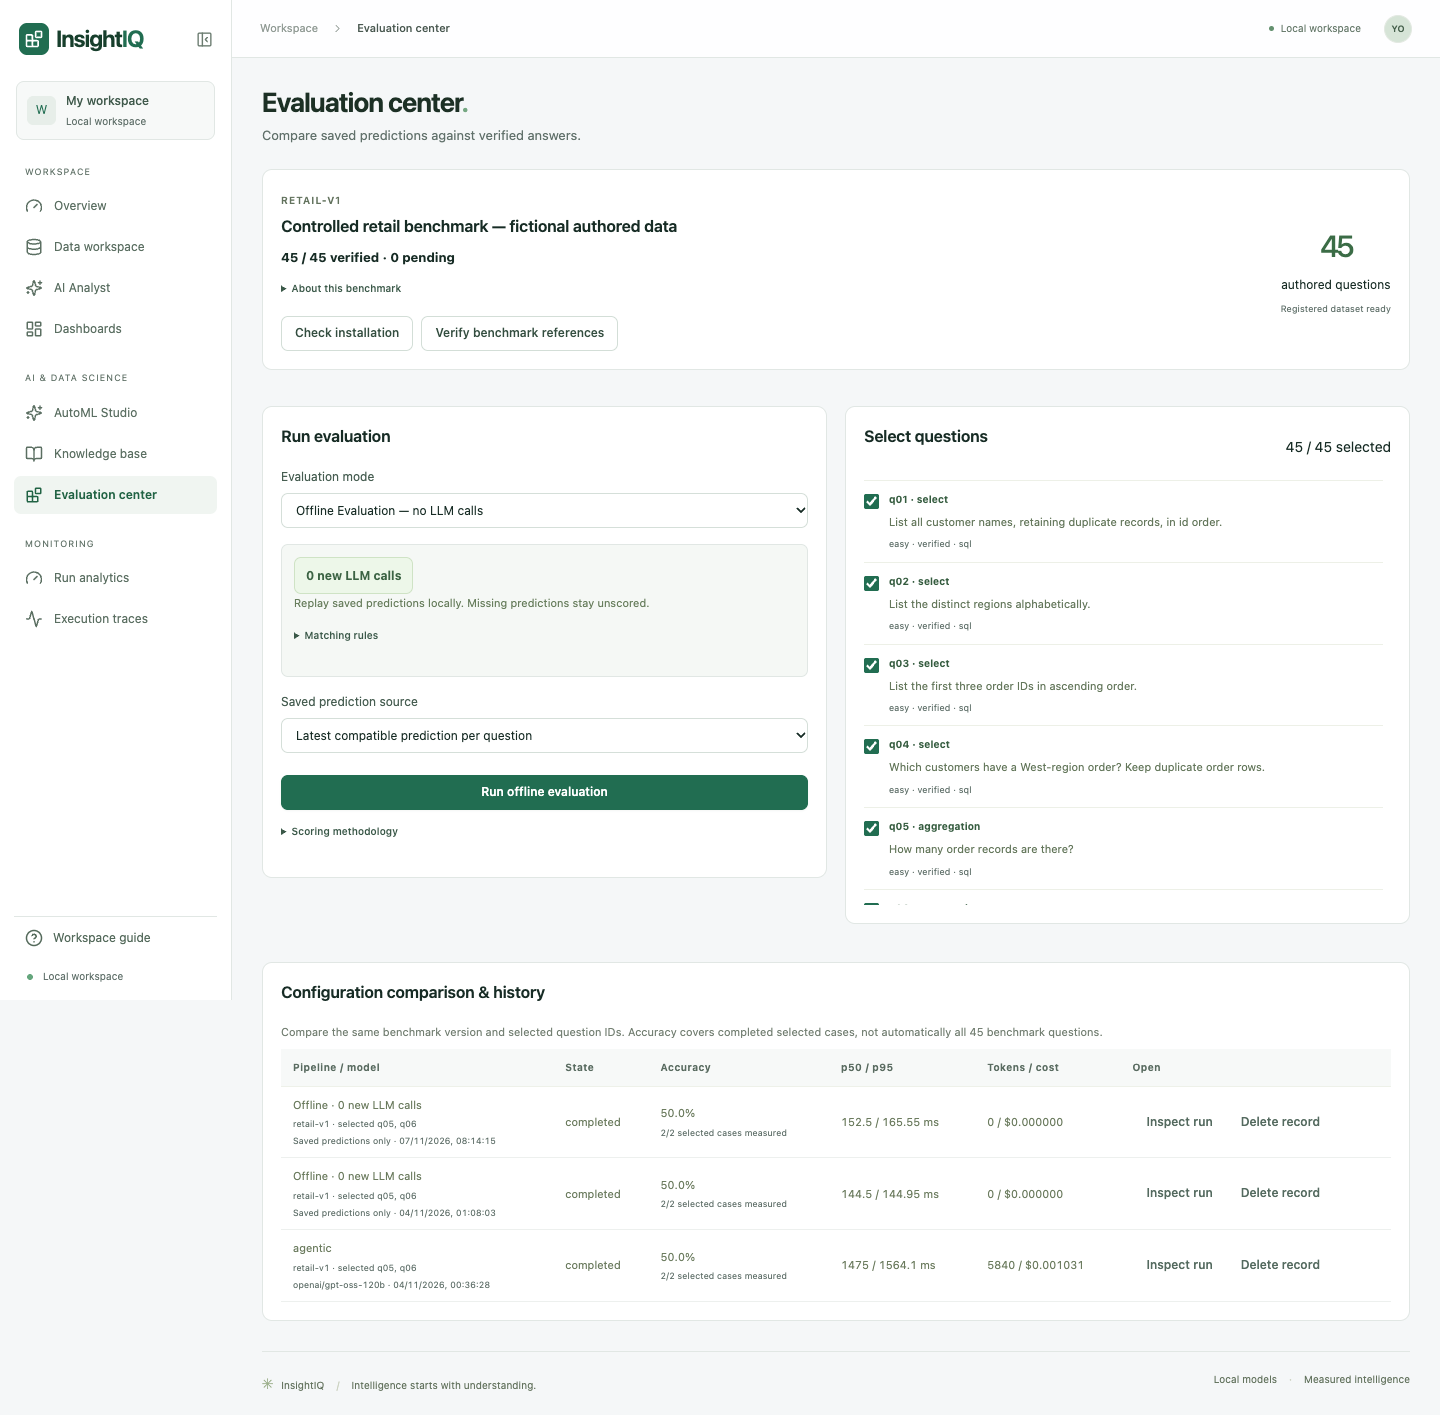 InsightIQ
W
My workspace
Local workspace
WORKSPACE
Overview
Data workspace
AI Analyst
Dashboards
AI & DATA SCIENCE
AutoML Studio
Knowledge base
Evaluation center
MONITORING
Run analytics
Execution traces
Workspace guide
Local workspace
Workspace > Evaluation center
Local workspace
YO
Evaluation center.
Compare saved predictions against verified answers.
RETAIL-V1
Controlled retail benchmark — fictional authored data
45 / 45 verified · 0 pending
About this benchmark
Check installation
Verify benchmark references
45
authored questions
Registered dataset ready
Run evaluation
Evaluation mode
Offline Evaluation — no LLM calls
0 new LLM calls
Replay saved predictions locally. Missing predictions stay unscored.
Matching rules
Saved prediction source
Latest compatible prediction per question
Run offline evaluation
Scoring methodology
Select questions
45 / 45 selected
q01 · select
List all customer names, retaining duplicate records, in id order.
easy · verified · sql
q02 · select
List the distinct regions alphabetically.
easy · verified · sql
q03 · select
List the first three order IDs in ascending order.
easy · verified · sql
q04 · select
Which customers have a West-region order? Keep duplicate order rows.
easy · verified · sql
q05 · aggregation
How many order records are there?
easy · verified · sql
Configuration comparison & history
Compare the same benchmark version and selected question IDs. Accuracy covers completed selected cases, not automatically all 45 benchmark questions.
Pipeline / model State Accuracy p50 / p95 Tokens / cost Open
Offline · 0 new LLM calls
retail-v1 · selected q05, q06
Saved predictions only · 07/11/2026, 08:14:15
completed
50.0%
2/2 selected cases measured
152.5 / 165.55 ms
0 / $0.000000
Inspect run
Delete record
Offline · 0 new LLM calls
retail-v1 · selected q05, q06
Saved predictions only · 04/11/2026, 01:08:03
completed
50.0%
2/2 selected cases measured
144.5 / 144.95 ms
0 / $0.000000
Inspect run
Delete record
agentic
retail-v1 · selected q05, q06
openai/gpt-oss-120b · 04/11/2026, 00:36:28
completed
50.0%
2/2 selected cases measured
1475 / 1564.1 ms
5840 / $0.001031
Inspect run
Delete record
InsightIQ / Intelligence starts with understanding.
Local models · Measured intelligence